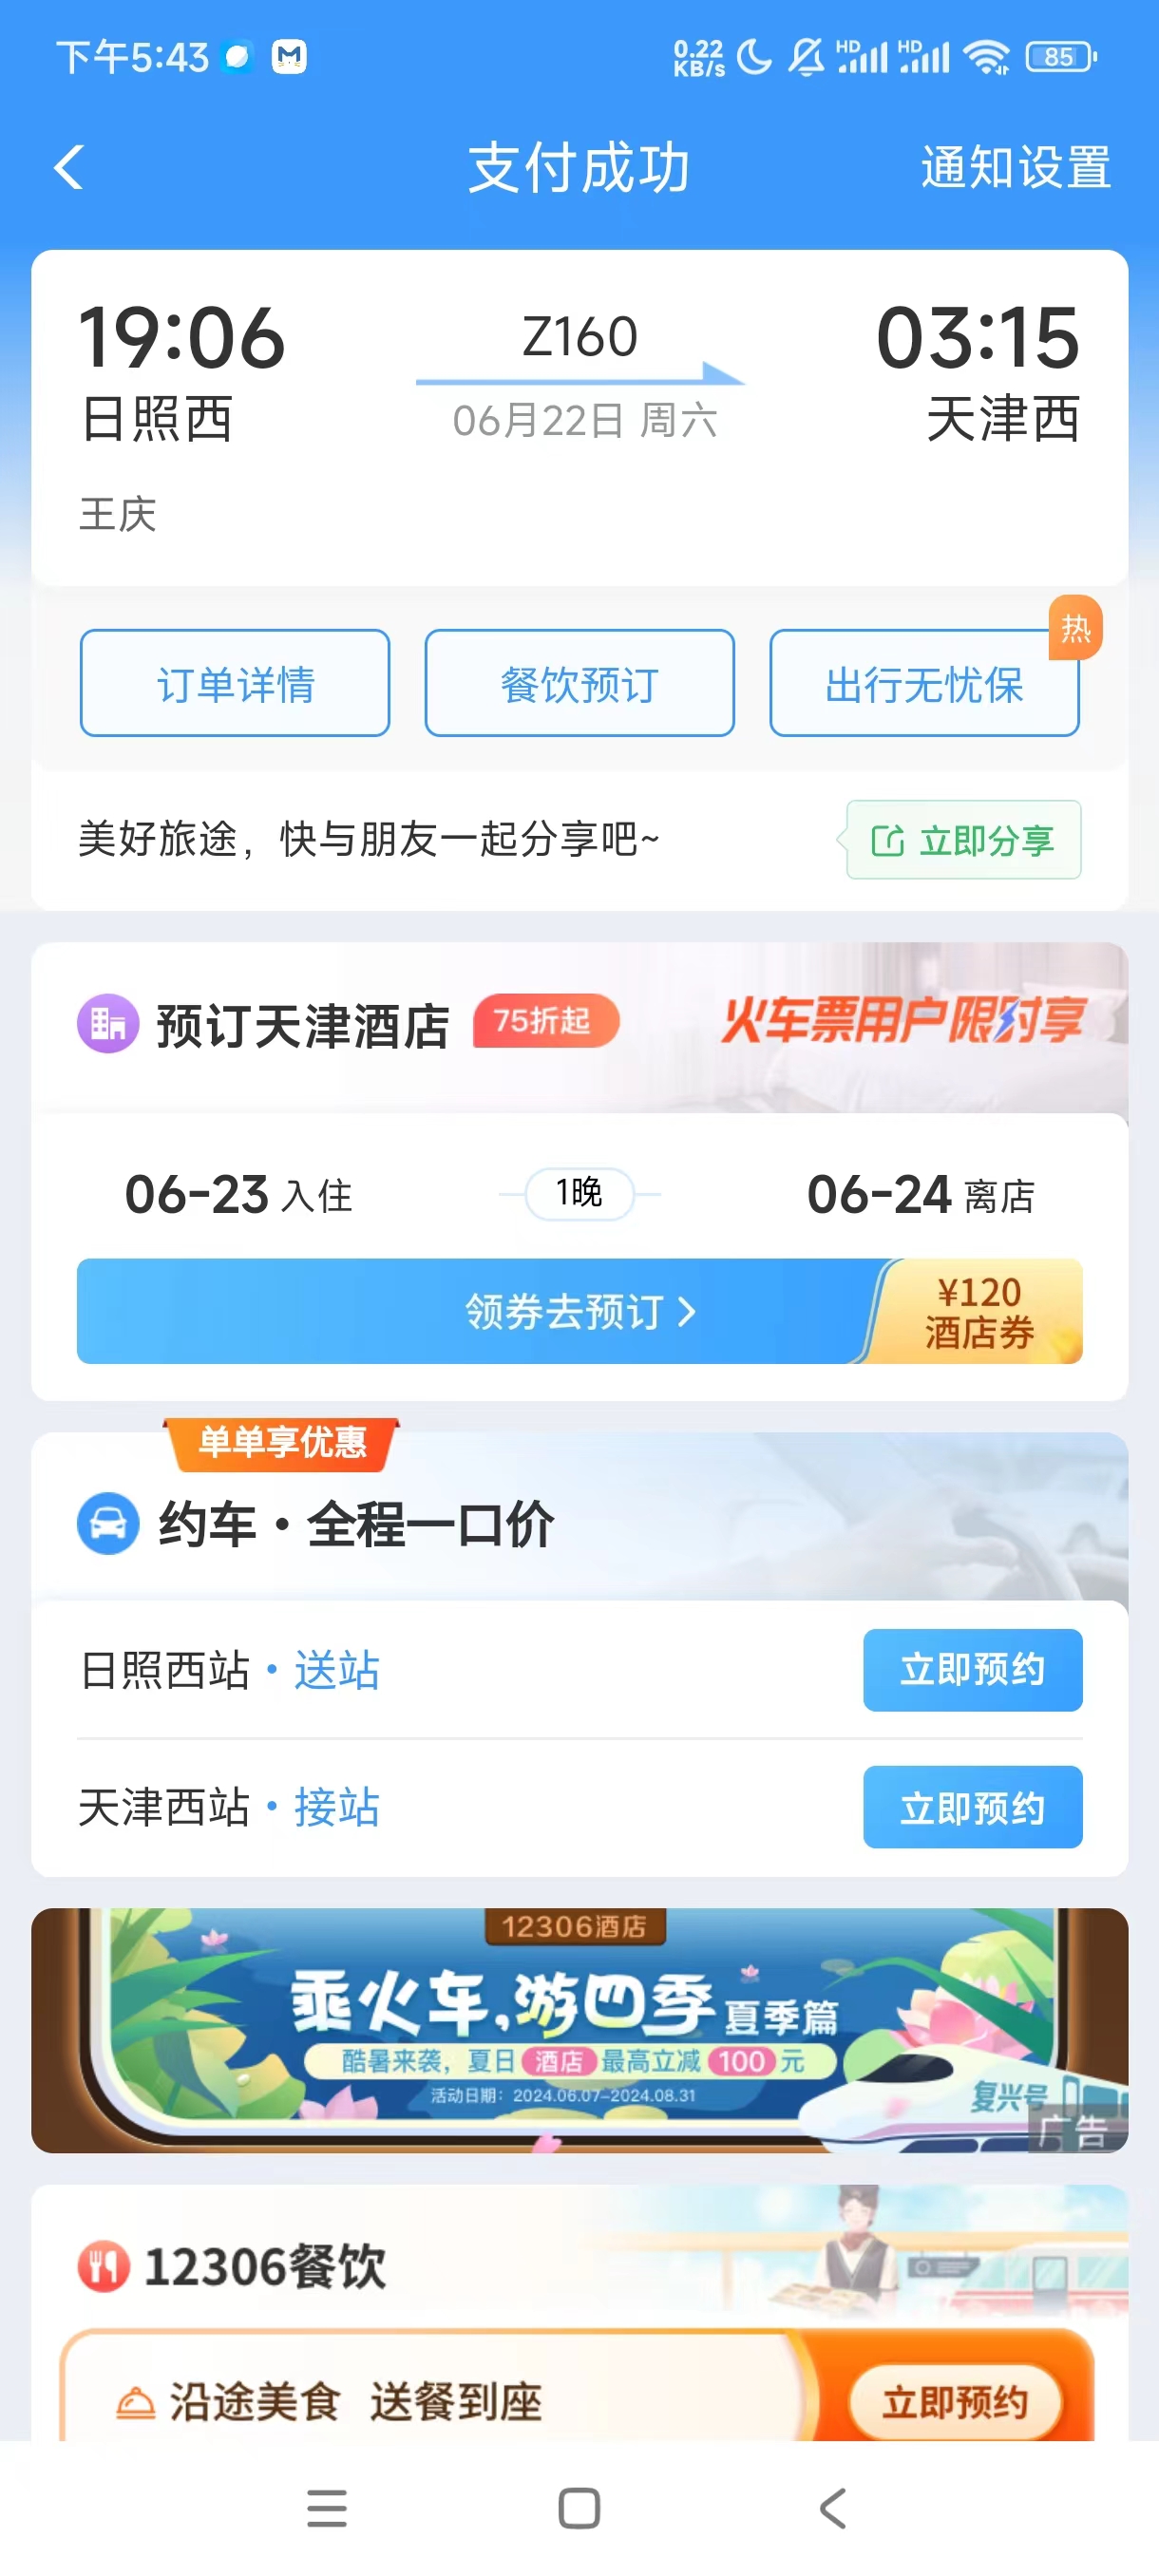 下午5:43
0.22
KB/s
HD
HD
85
支付成功
通知设置
19:06
Z160
03:15
日照西
06月22日 周六
天津西
王庆
热
订单详情
餐饮预订
出行无忧保
美好旅途，快与朋友一起分享吧~
立即分享
预订天津酒店
75折起
火车票用户限时享
06-23 入住
1晚
06-24 离店
领券去预订
¥120
酒店券
单单享优惠
约车·全程一口价
日照西站·送站
立即预约
天津西站·接站
立即预约
12306酒店
乘火车,游四季 夏季篇
酷暑来袭，夏日 酒店 最高立减 100 元
活动日期：2024.06.07-2024.08.31
复兴号
广告
12306餐饮
沿途美食 送餐到座
立即预约